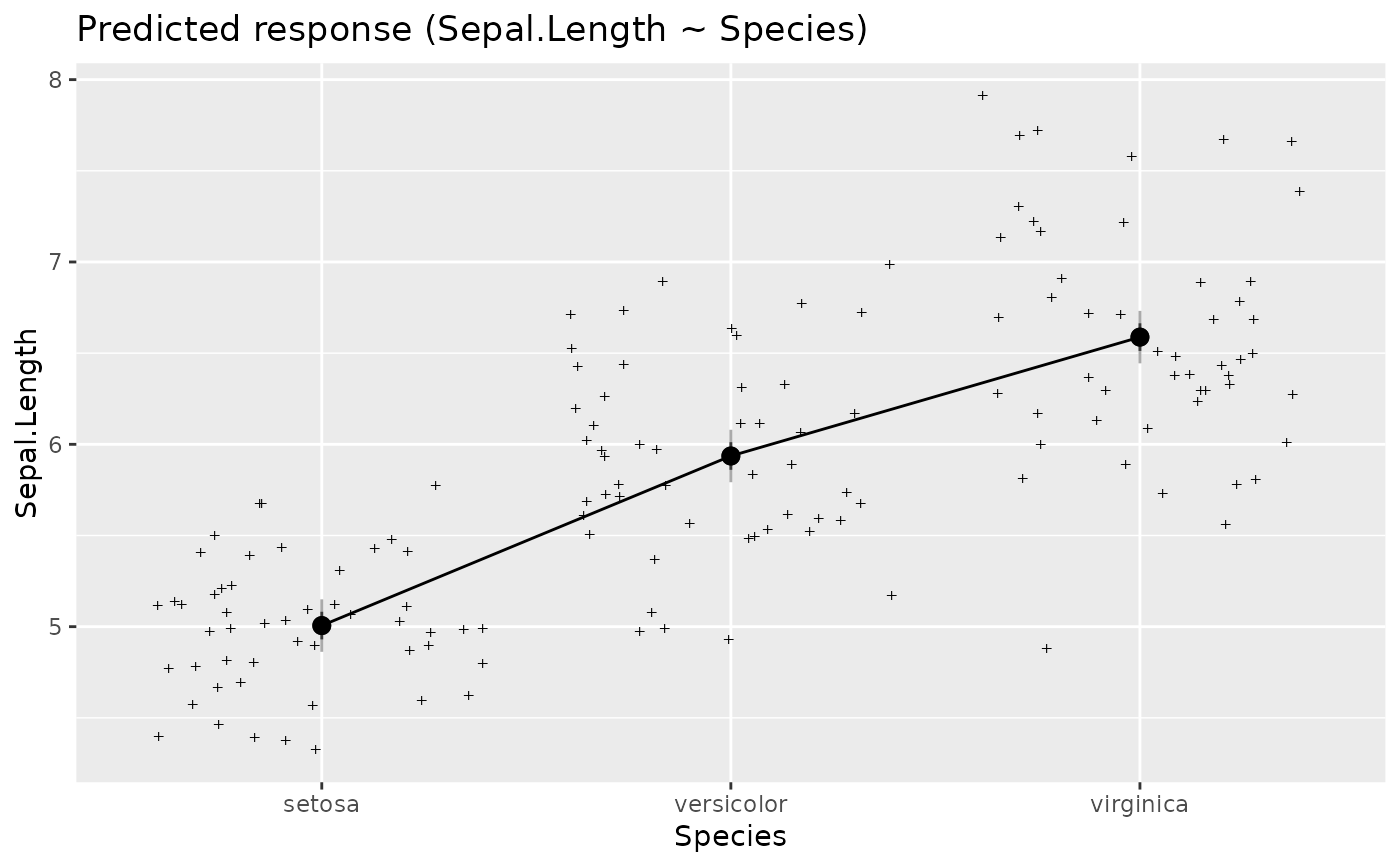 Predicted response (Sepal.Length ~ Species)
8
7
6
5
Sepal.Length
setosa versicolor virginica
Species